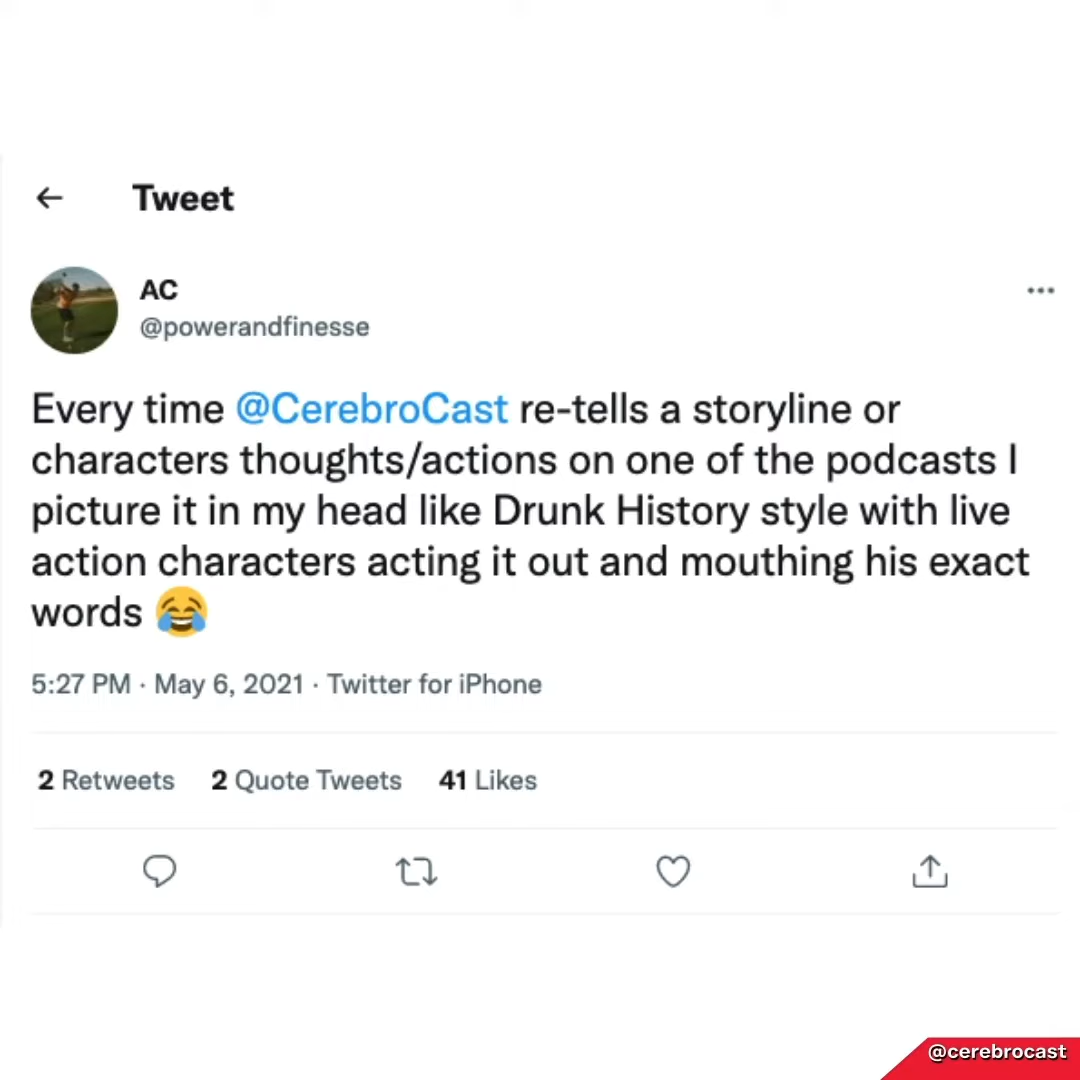 Tweet
AC
@powerandfinesse
Every time @CerebroCast re-tells a storyline or
characters thoughts/actions on one of the podcasts I
picture it in my head like Drunk History style with live
action characters acting it out and mouthing his exact
words 😂
5:27 PM · May 6, 2021 · Twitter for iPhone
2 Retweets 2 Quote Tweets 41 Likes
@cerebrocast